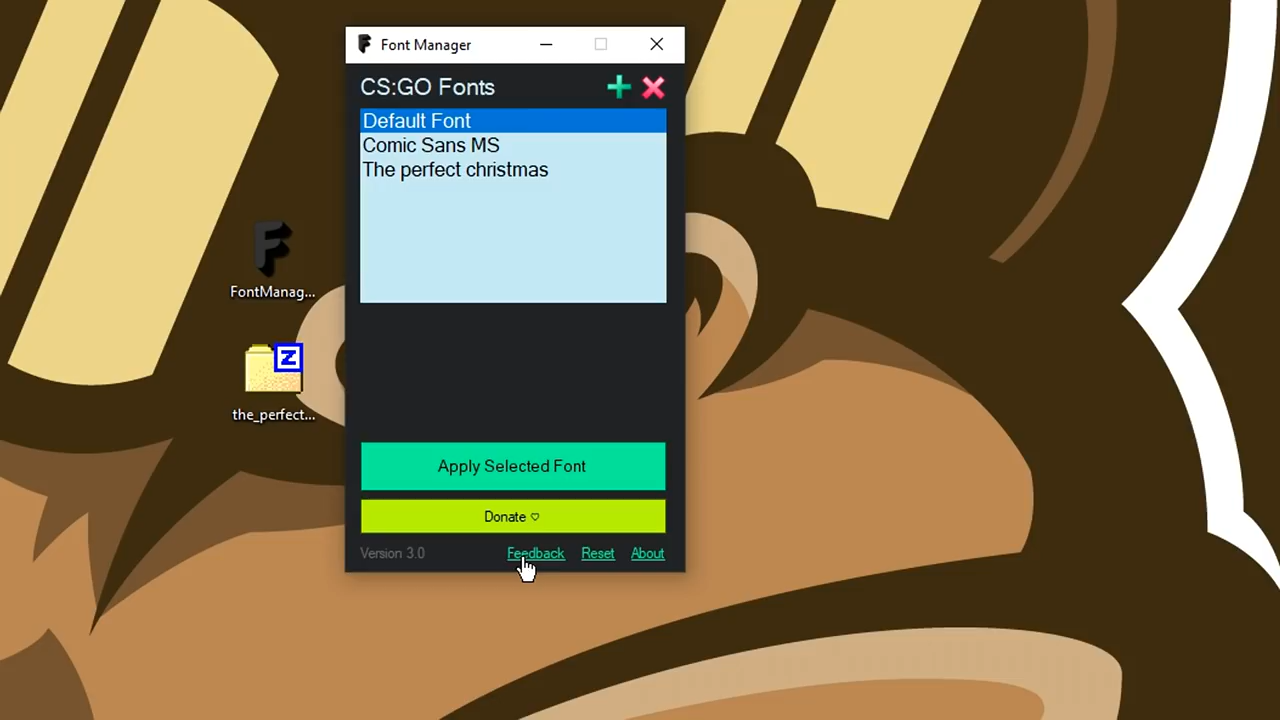 Font Manager
CS:GO Fonts
Default Font
Comic Sans MS
The perfect christmas
FontManag...
the_perfect...
Apply Selected Font
Donate ♡
Version 3.0 Feedback Reset About